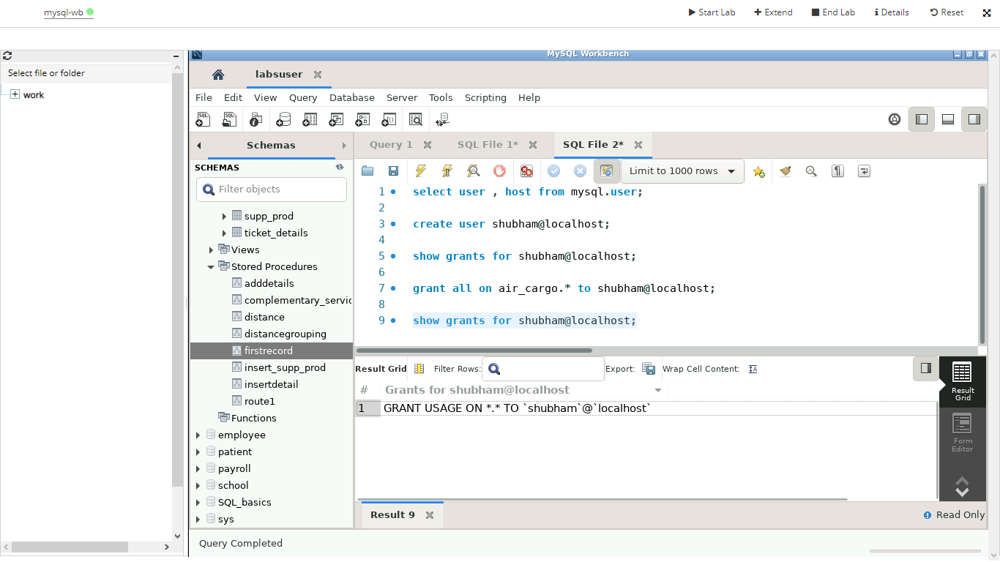 mysql-wb
Start Lab
Extend
End Lab
Details
Reset
Select file or folder
work
MySQL Workbench
labsuser
File Edit View Query Database Server Tools Scripting Help
Schemas
Query 1
SQL File 1*
SQL File 2*
SCHEMAS
Filter objects
Limit to 1000 rows
supp_prod
ticket_details
Views
Stored Procedures
adddetails
complementary_servic
distance
distancegrouping
firstrecord
insert_supp_prod
insertdetail
route1
Functions
employee
patient
payroll
school
SQL_basics
sys
1 select user , host from mysql.user;
2
3 create user shubham@localhost;
4
5 show grants for shubham@localhost;
6
7 grant all on air_cargo.* to shubham@localhost;
8
9 show grants for shubham@localhost;
Result Grid
Filter Rows:
Export:
Wrap Cell Content:
# Grants for shubham@localhost
1 GRANT USAGE ON *.* TO `shubham`@`localhost`
Result
Grid
Form
Editor
Result 9
Read Only
Query Completed